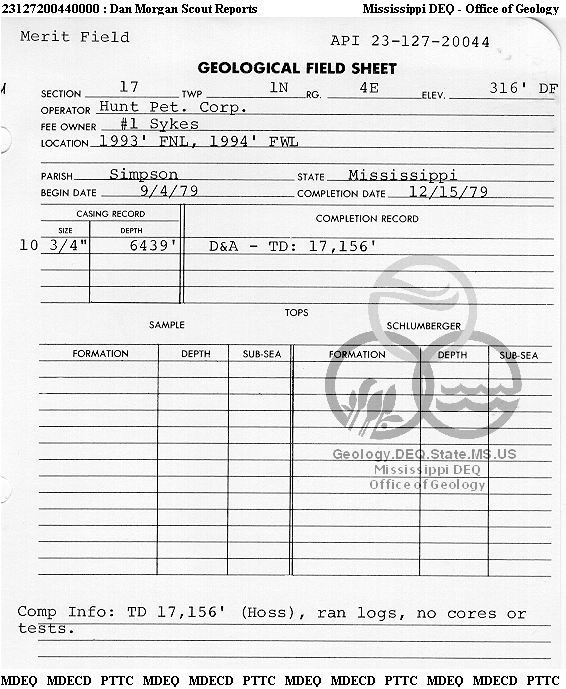 23127200440000 : Dan Morgan Scout Reports Mississippi DEQ - Office of Geology
Merit Field API 23-127-20044
GEOLOGICAL FIELD SHEET
SECTION 17 TWP 1N RG. 4E ELEV. 316' DF
OPERATOR Hunt Pet. Corp.
FEE OWNER #1 Sykes
LOCATION 1993' FNL, 1994' FWL
PARISH Simpson STATE Mississippi
BEGIN DATE 9/4/79 COMPLETION DATE 12/15/79
CASING RECORD COMPLETION RECORD
SIZE DEPTH
10 3/4" 6439' D&A - TD: 17,156'
TOPS
SAMPLE SCHLUMBERGER
FORMATION DEPTH SUB-SEA FORMATION DEPTH SUB-SEA
Geology.DEQ.State.MS.US
Mississippi DEQ
Office of Geology
Comp Info: TD 17,156' (Hoss), ran logs, no cores or
tests.
MDEQ MDECD PTTC MDEQ MDECD PTTC MDEQ MDECD PTTC MDEQ MDECD PTTC